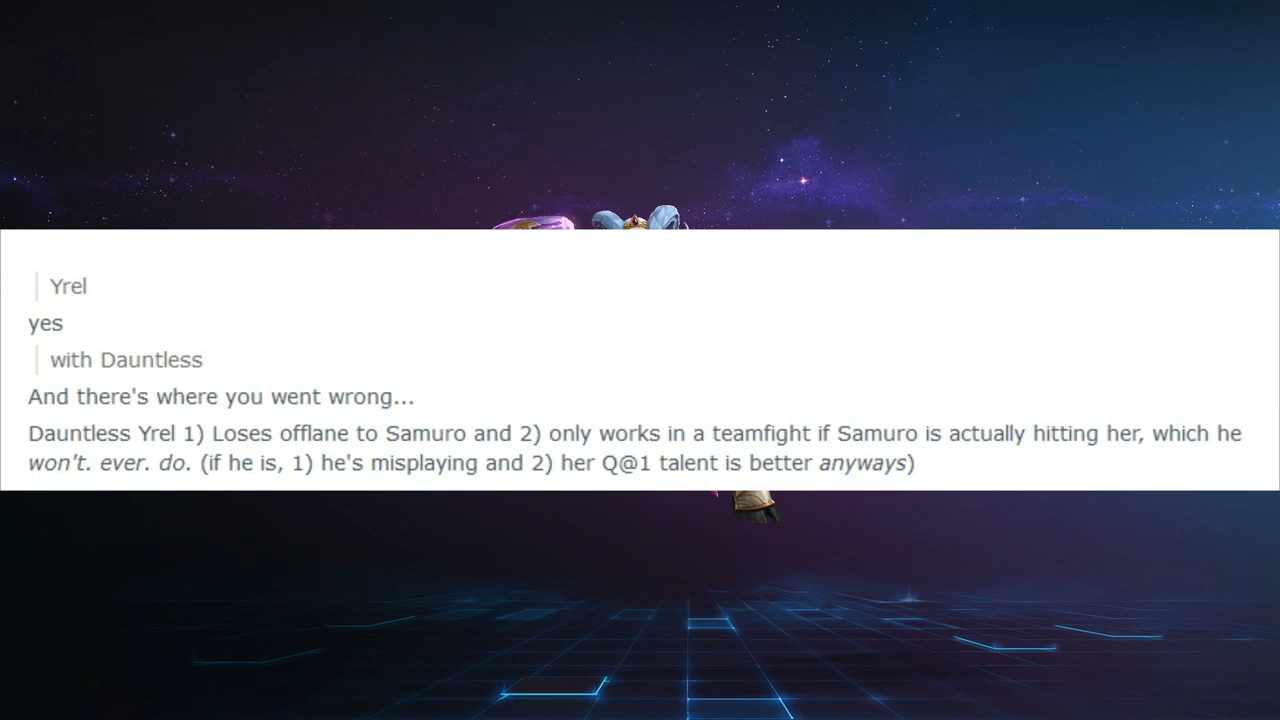 Yrel
yes
with Dauntless
And there's where you went wrong...
Dauntless Yrel 1) Loses offlane to Samuro and 2) only works in a teamfight if Samuro is actually hitting her, which he
won't. ever. do. (if he is, 1) he's misplaying and 2) her Q@1 talent is better anyways)